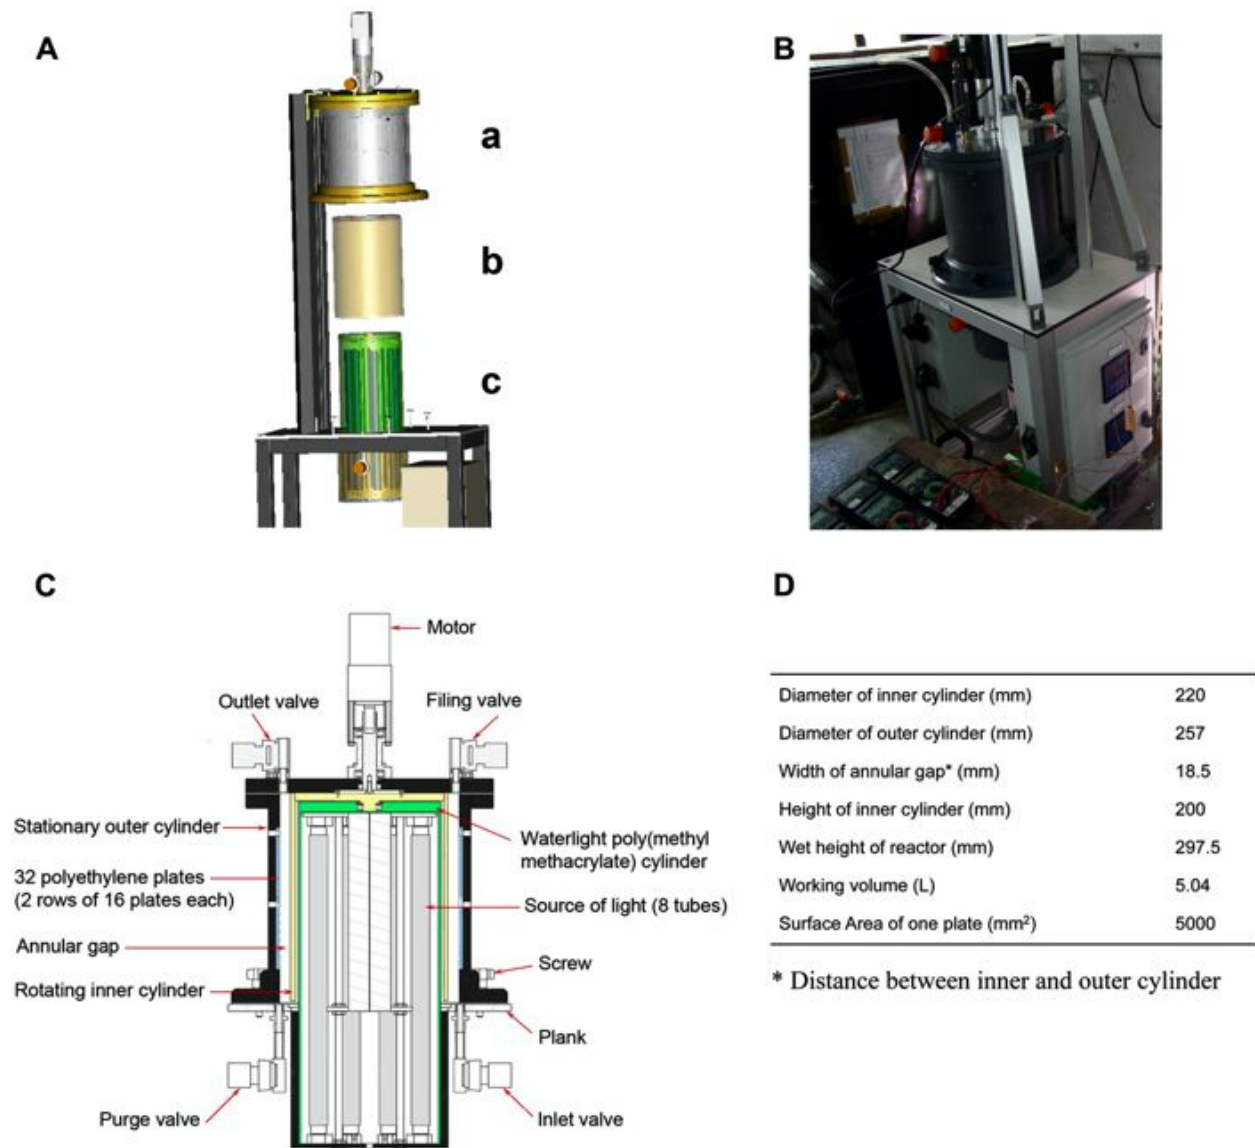 A
a
b
c
B
C
Motor
Outlet valve
Filing valve
Stationary outer cylinder
32 polyethylene plates
(2 rows of 16 plates each)
Annular gap
Rotating inner cylinder
Purge valve
Waterlight poly(methyl
methacrylate) cylinder
Source of light (8 tubes)
Screw
Plank
Inlet valve
D
Diameter of inner cylinder (mm) 220
Diameter of outer cylinder (mm) 257
Width of annular gap* (mm) 18.5
Height of inner cylinder (mm) 200
Wet height of reactor (mm) 297.5
Working volume (L) 5.04
Surface Area of one plate (mm²) 5000
* Distance between inner and outer cylinder